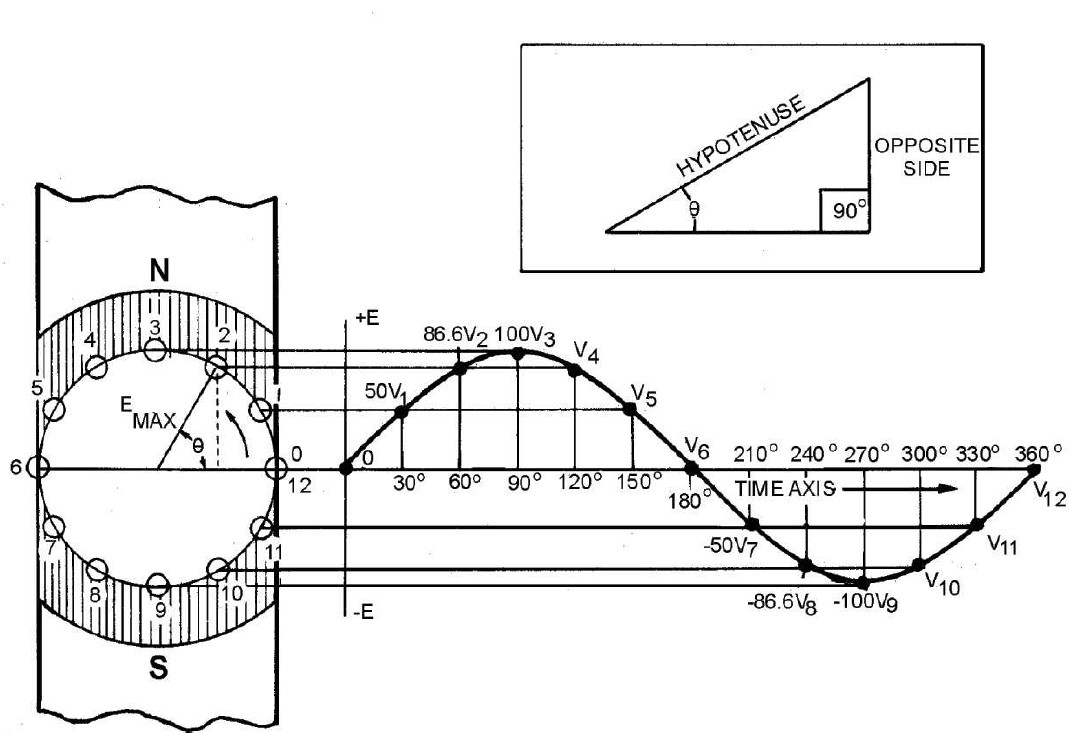 HYPOTENUSE
OPPOSITE
SIDE
θ
90°
N
+E
3
4
2
86.6V2
100V3
V4
5
50V1
V5
E MAX
θ
6
0
12
0
30°
60°
90°
120°
150°
V6
180°
210°
240°
270°
300°
330°
360°
TIME AXIS
V12
7
11
-50V7
V11
8
9
10
-86.6V8
-100V9
V10
-E
S